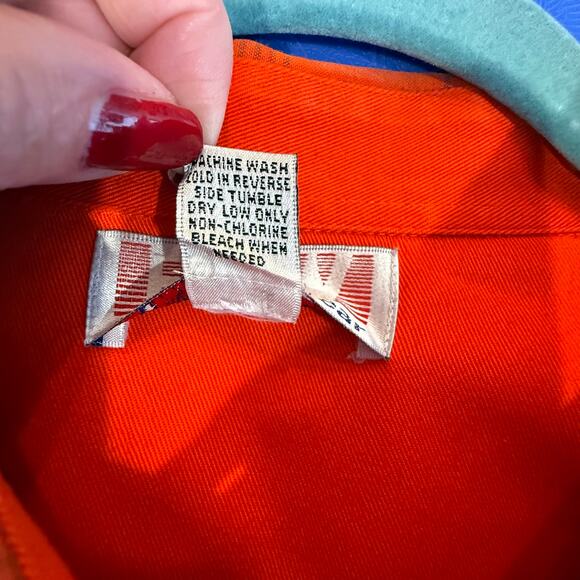 MACHINE WASH
COLD IN REVERSE
SIDE TUMBLE
DRY LOW ONLY
NON-CHLORINE
BLEACH WHEN
NEEDED